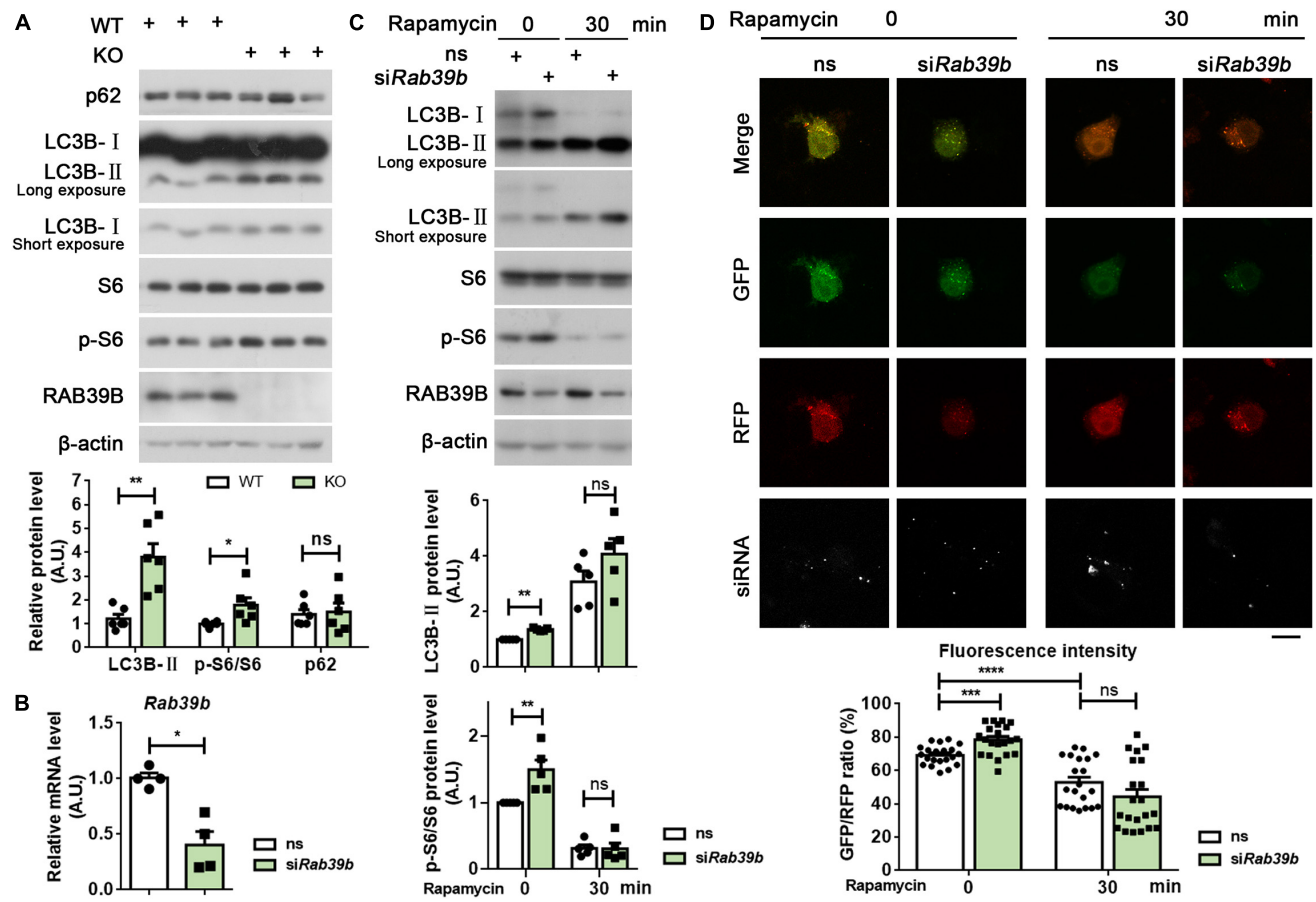 A
WT + + +
KO + + +
p62
LC3B-Ⅰ
LC3B-Ⅱ
Long exposure
LC3B-Ⅰ
Short exposure
S6
p-S6
RAB39B
β-actin
WT KO
Relative protein level
(A.U.)
7
6
5
4
3
2
1
0
** * ns
LC3B-Ⅱ p-S6/S6 p62
B
Rab39b
Relative mRNA level
(A.U.)
1.5
1.0
0.5
0.0
*
ns
siRab39b
C
Rapamycin 0 30 min
ns + +
siRab39b + +
LC3B-Ⅰ
LC3B-Ⅱ
Long exposure
LC3B-Ⅱ
Short exposure
S6
p-S6
RAB39B
β-actin
LC3B-Ⅱ protein level
(A.U.)
6
4
2
0
** ns
p-S6/S6 protein level
(A.U.)
2
1
0
** ns
Rapamycin 0 30 min
ns
siRab39b
D
Rapamycin 0 30 min
ns siRab39b ns siRab39b
Merge
GFP
RFP
siRNA
Fluorescence intensity
GFP/RFP ratio (%)
100
80
60
40
20
0
****
*** ns
Rapamycin 0 30 min
ns
siRab39b